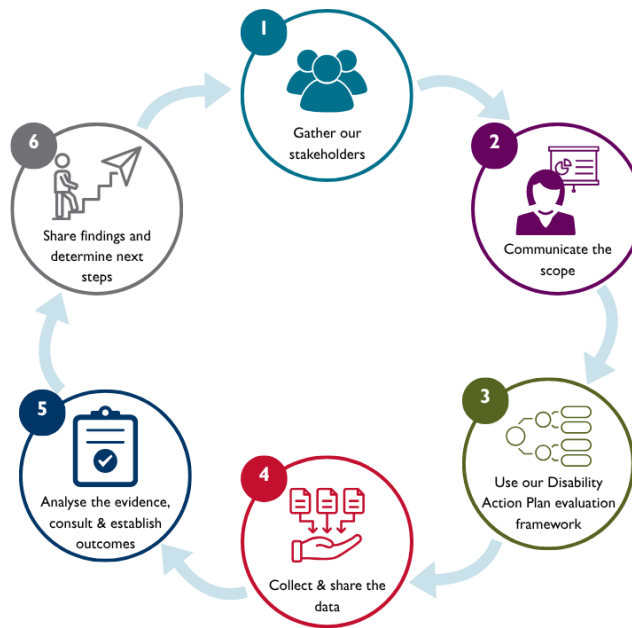 1
Gather our
stakeholders
2
Communicate the
scope
3
Use our Disability
Action Plan evaluation
framework
4
Collect & share the
data
5
Analyse the evidence,
consult & establish
outcomes
6
Share findings and
determine next
steps